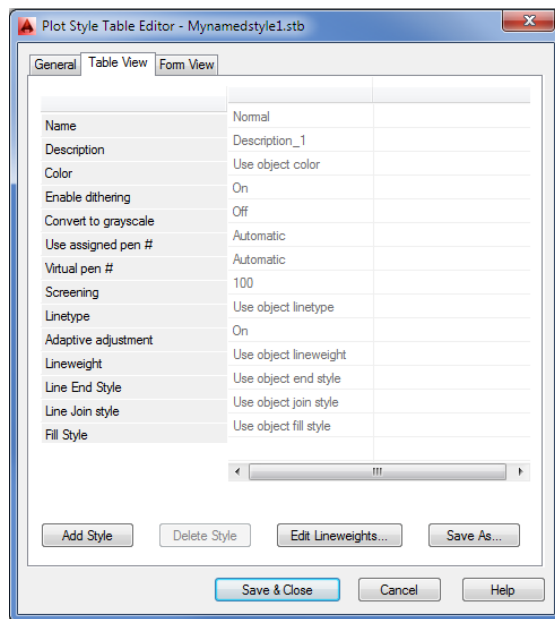 Plot Style Table Editor - Mynamedstyle1.stb
General Table View Form View
Name Normal
Description Description_1
Color Use object color
Enable dithering On
Convert to grayscale Off
Use assigned pen # Automatic
Virtual pen # Automatic
Screening 100
Linetype Use object linetype
Adaptive adjustment On
Lineweight Use object lineweight
Line End Style Use object end style
Line Join style Use object join style
Fill Style Use object fill style
Add Style Delete Style Edit Lineweights... Save As...
Save & Close Cancel Help